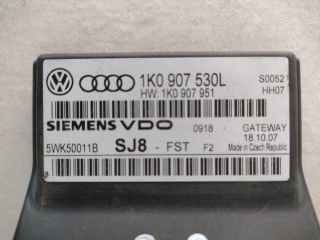 1K0 907 530L S0052
HW: 1K0 907 951 HH07
SIEMENS VDO 0918 GATEWAY
18.10.07
5WK50011B SJ8 - FST F2 Made in Czech Republic